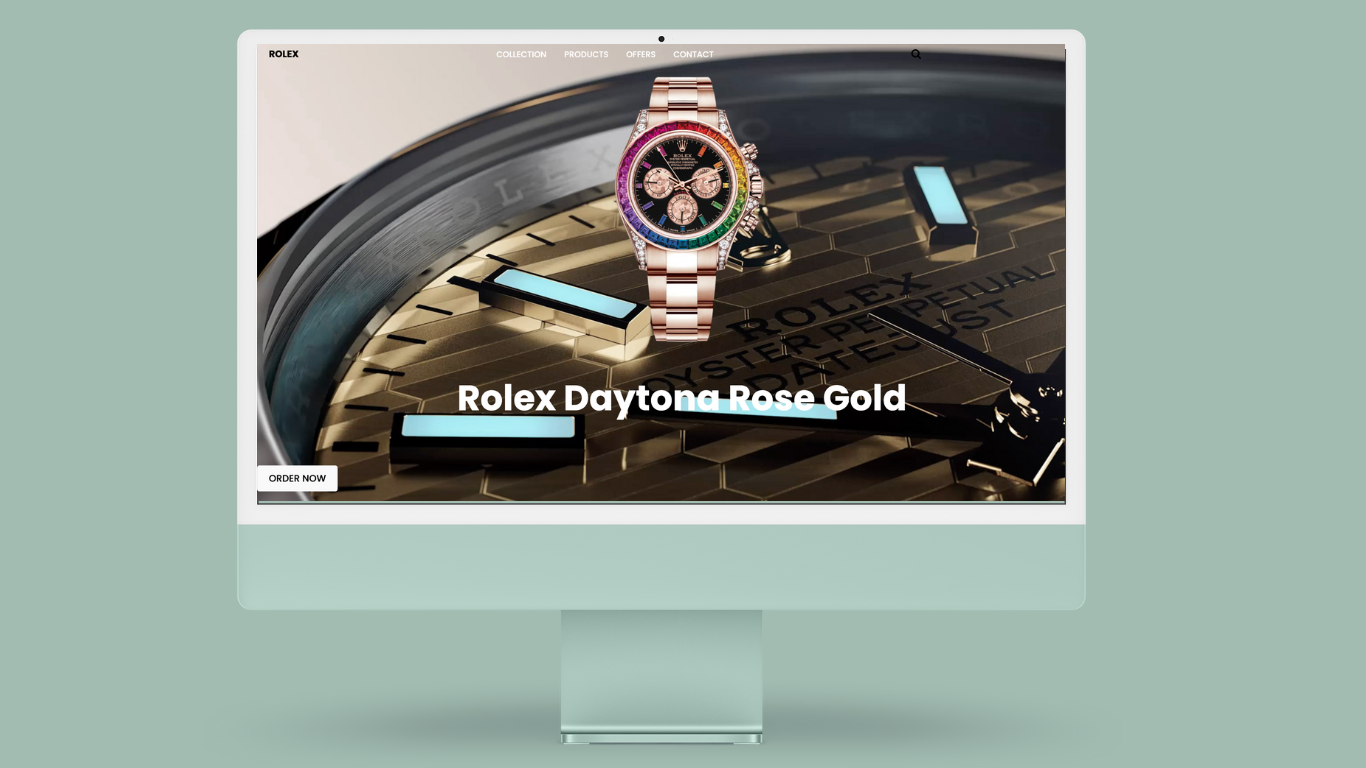 ROLEX
COLLECTION PRODUCTS OFFERS CONTACT
ROLEX
ROLEX
OYSTER PERPETUAL
DATEJUST
Rolex Daytona Rose Gold
ORDER NOW